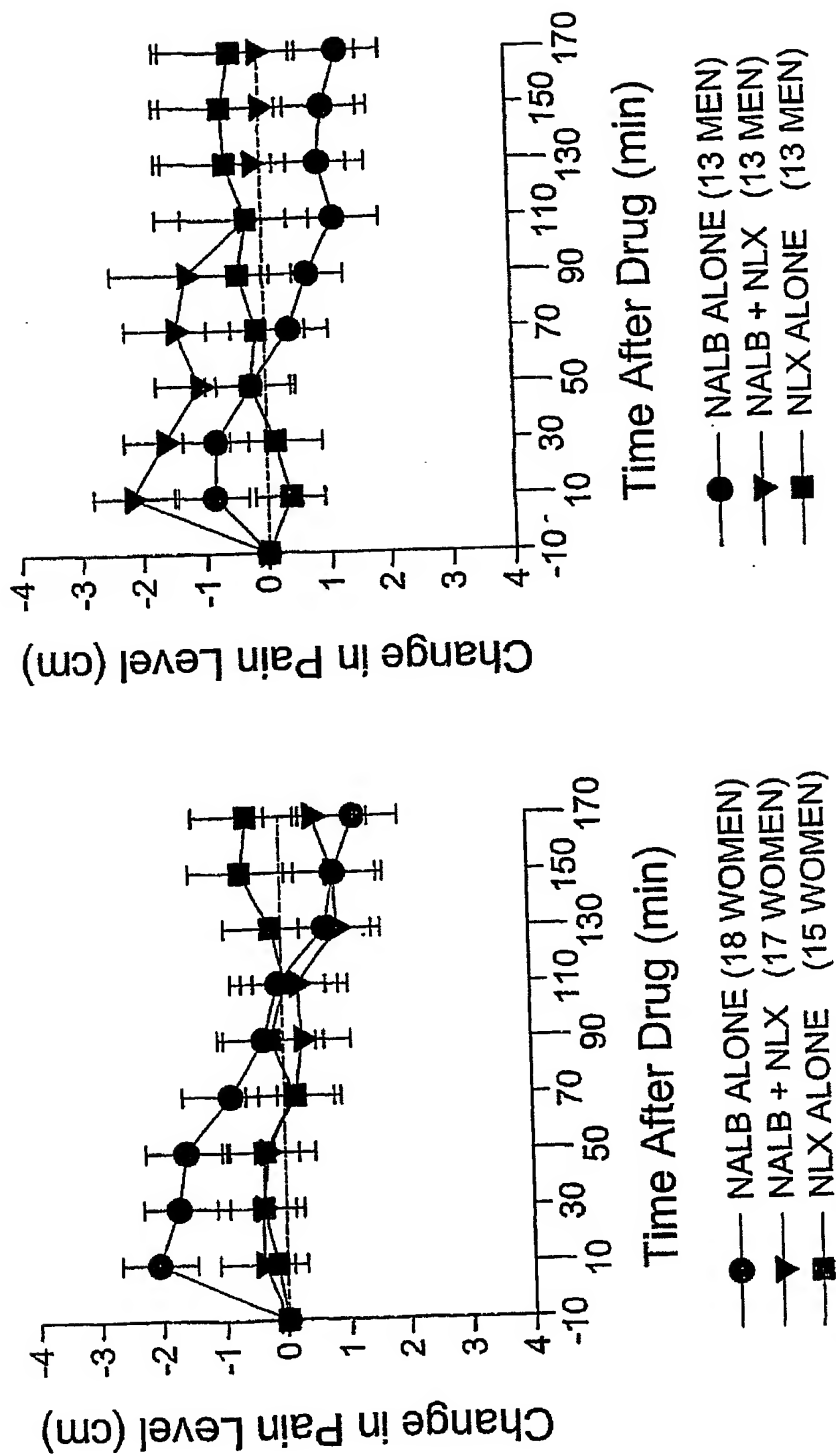 Change in Pain Level (cm)
-4
-3
-2
-1
0
1
2
3
4
-10 10 30 50 70 90 110 130 150 170
Time After Drug (min)
NALB ALONE (18 WOMEN)
NALB + NLX (17 WOMEN)
NLX ALONE (15 WOMEN)
Change in Pain Level (cm)
-4
-3
-2
-1
0
1
2
3
4
-10 10 30 50 70 90 110 130 150 170
Time After Drug (min)
NALB ALONE (13 MEN)
NALB + NLX (13 MEN)
NLX ALONE (13 MEN)